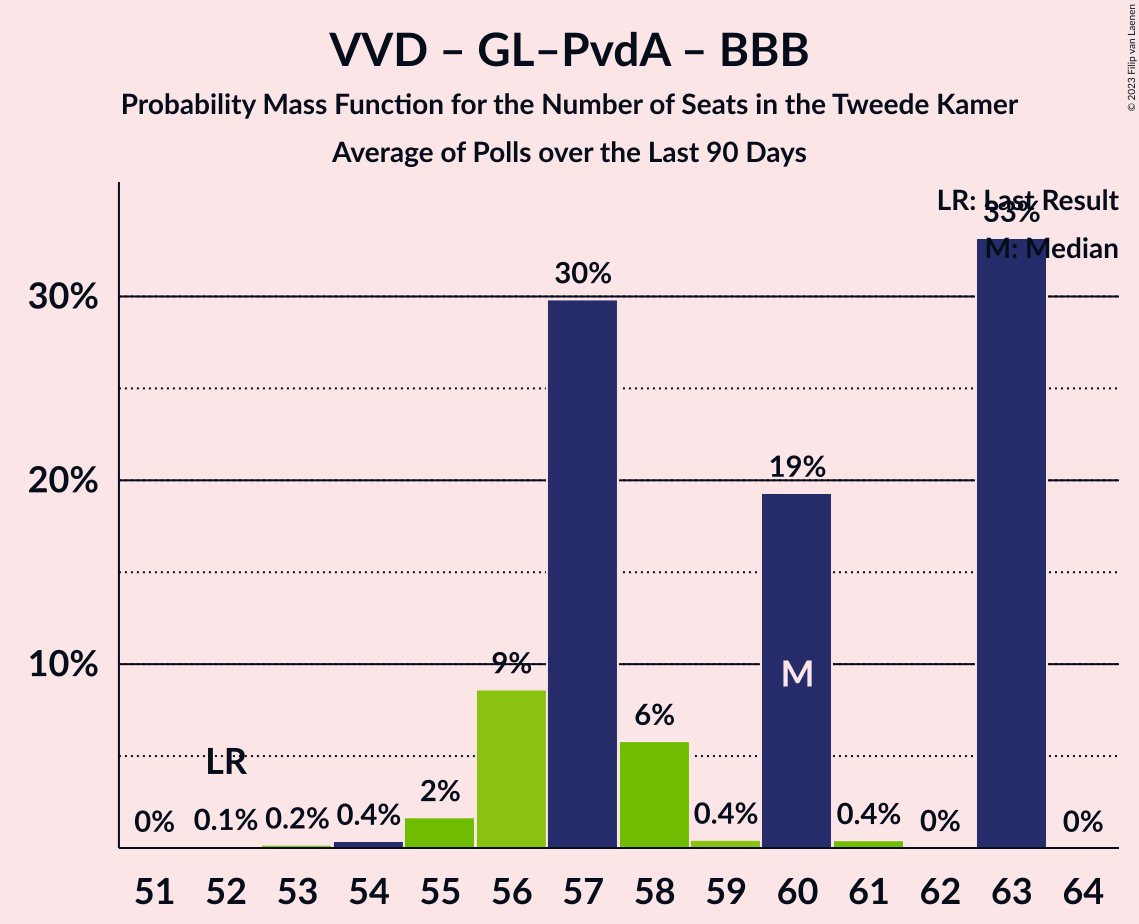 VVD – GL–PvdA – BBB
Probability Mass Function for the Number of Seats in the Tweede Kamer
Average of Polls over the Last 90 Days
© 2023 Filip van Laenen
LR: Last Result
M: Median
30%
20%
10%
0%
0.1%
0.2%
0.4%
2%
9%
30%
6%
0.4%
19%
0.4%
0%
33%
0%
LR
M
51 52 53 54 55 56 57 58 59 60 61 62 63 64